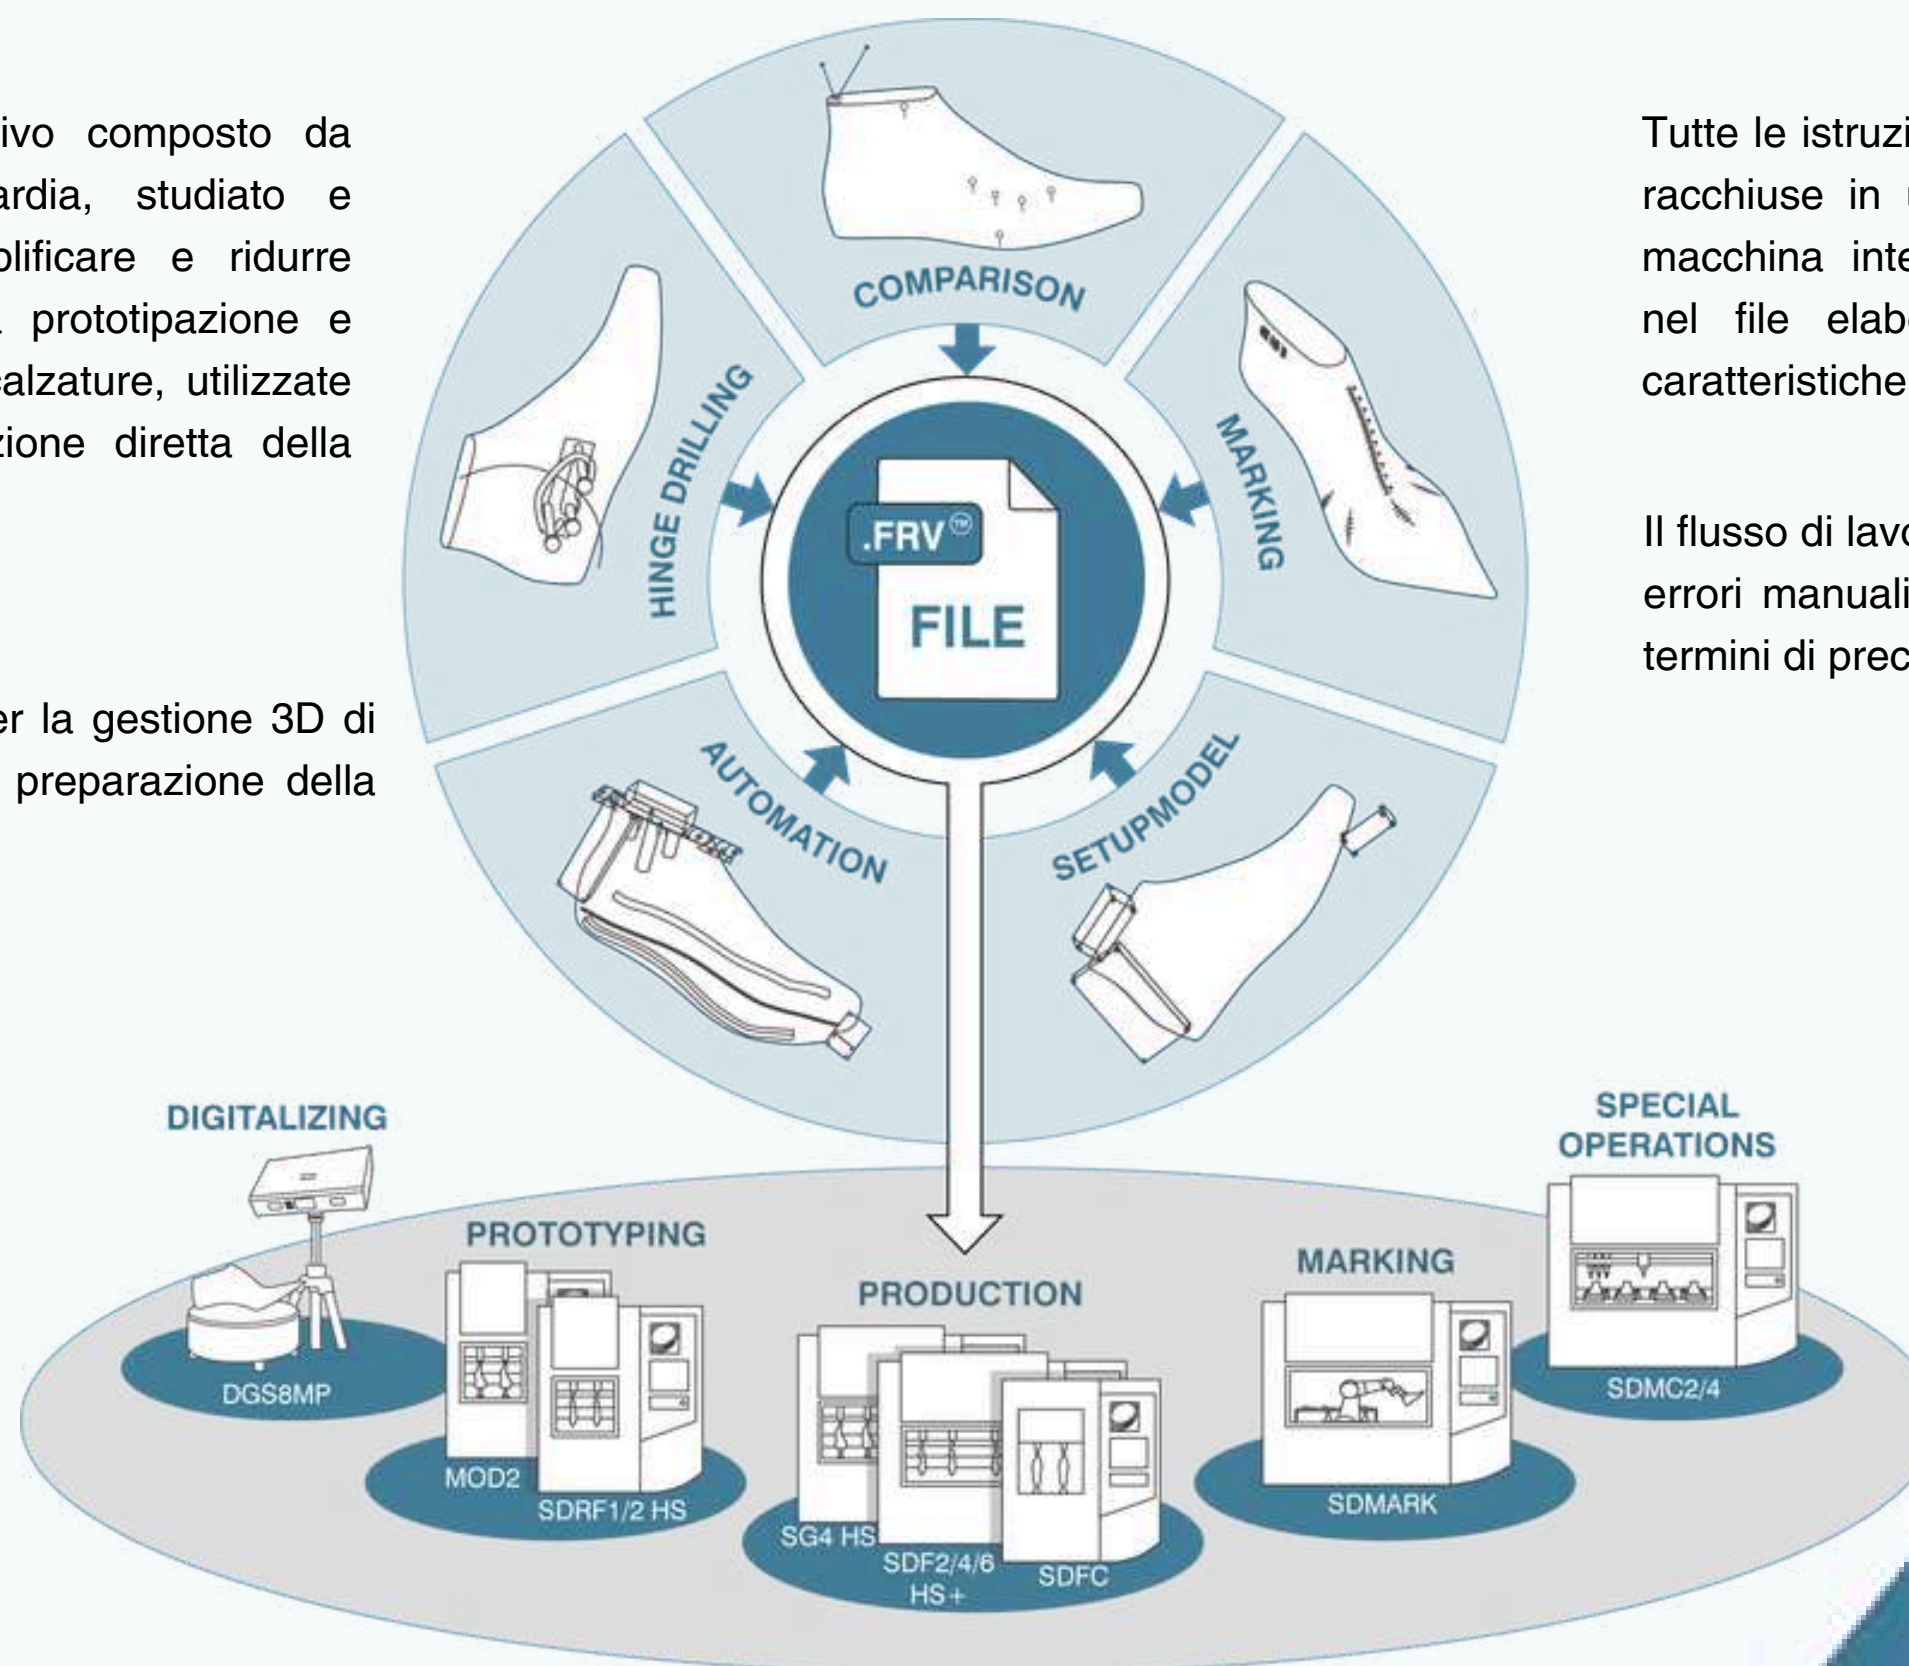 ivo composto da
ardia, studiato e
plificare e ridurre
prototipazione e
calzature, utilizzate
zione diretta della
er la gestione 3D di
preparazione della
COMPARISON
HINGE DRILLING
MARKING
.FRV™
FILE
AUTOMATION
SETUPMODEL
Tutte le istruzi
racchiuse in
macchina inte
nel file elab
caratteristiche
Il flusso di lavo
errori manuali
termini di prec
DIGITALIZING
DGS8MP
PROTOTYPING
MOD2
SDRF1/2 HS
PRODUCTION
SG4 HS
SDF2/4/6
HS+
SDFC
MARKING
SDMARK
SPECIAL
OPERATIONS
SDMC2/4